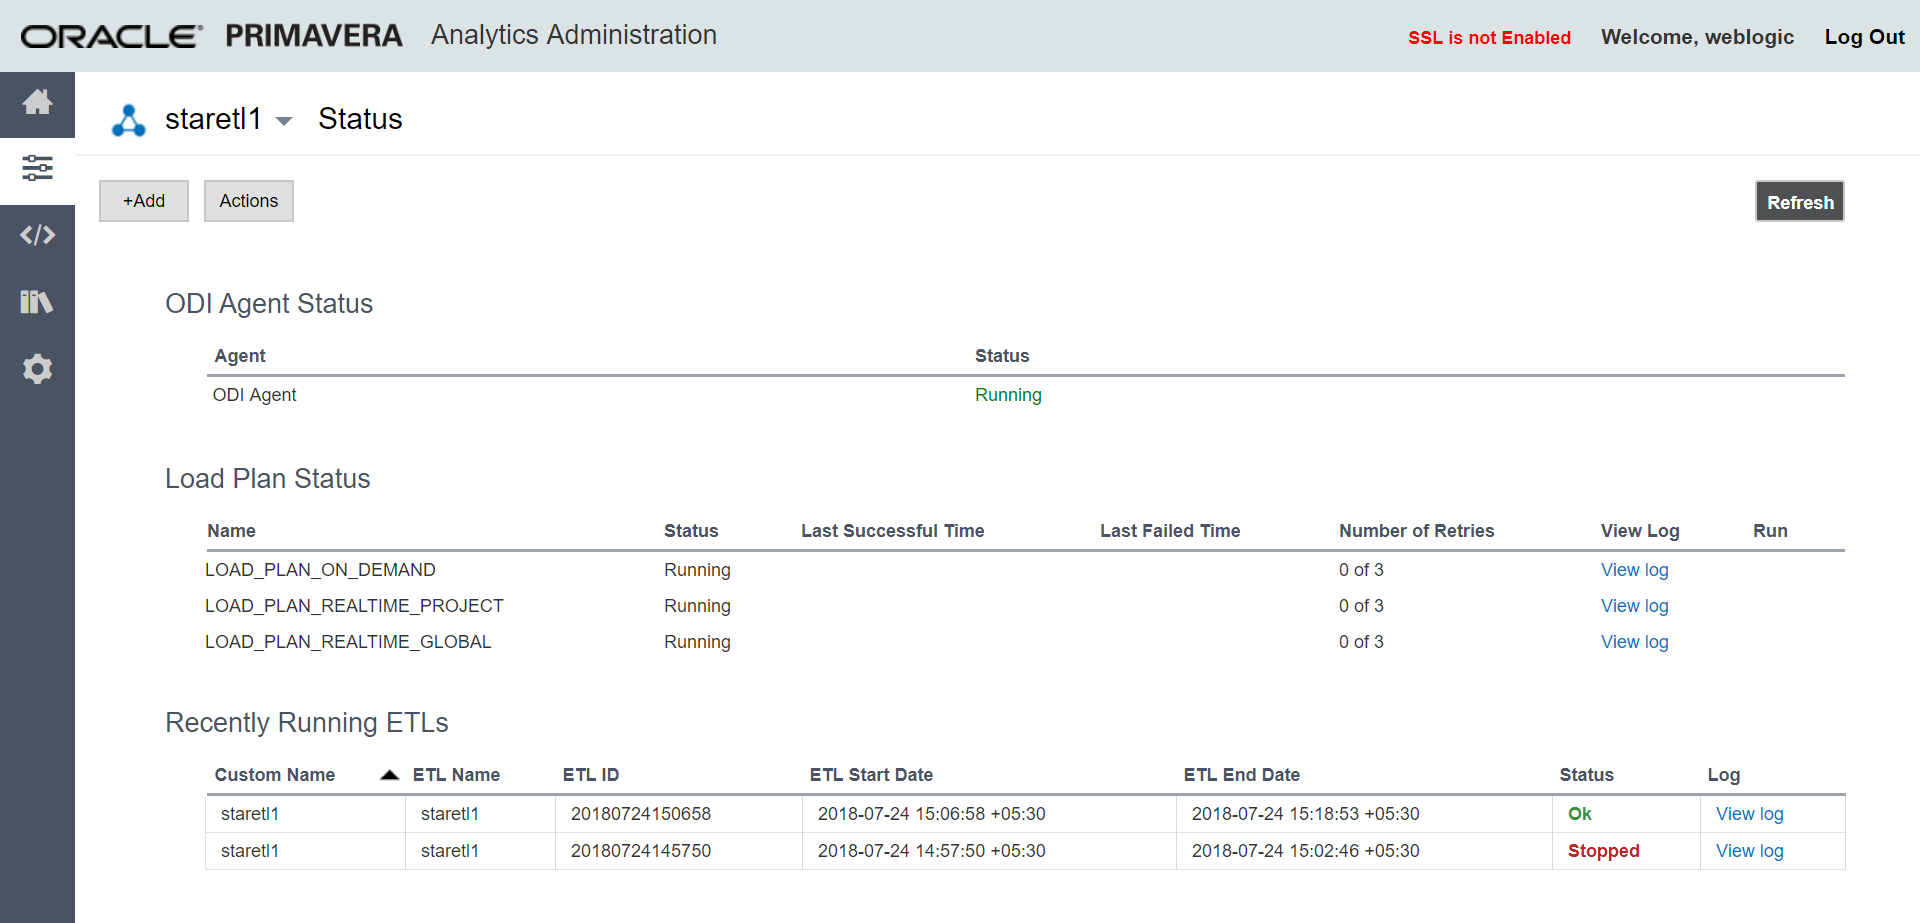 ORACLE® PRIMAVERA Analytics Administration SSL is not Enabled Welcome, weblogic Log Out
staretl1 Status
+Add Actions Refresh
ODI Agent Status
Agent Status
ODI Agent Running
Load Plan Status
Name Status Last Successful Time Last Failed Time Number of Retries View Log Run
LOAD_PLAN_ON_DEMAND Running 0 of 3 View log
LOAD_PLAN_REALTIME_PROJECT Running 0 of 3 View log
LOAD_PLAN_REALTIME_GLOBAL Running 0 of 3 View log
Recently Running ETLs
Custom Name ETL Name ETL ID ETL Start Date ETL End Date Status Log
staretl1 staretl1 20180724150658 2018-07-24 15:06:58 +05:30 2018-07-24 15:18:53 +05:30 Ok View log
staretl1 staretl1 20180724145750 2018-07-24 14:57:50 +05:30 2018-07-24 15:02:46 +05:30 Stopped View log